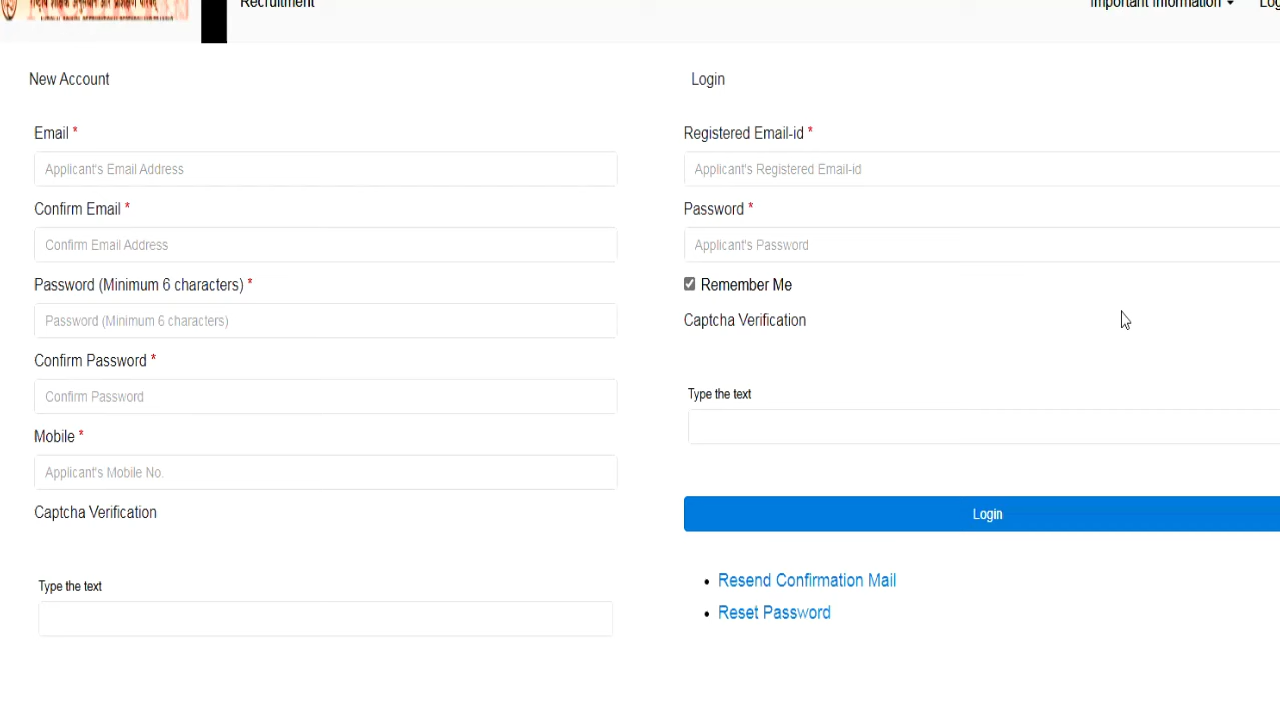 Recruitment
Important Information
New Account
Email *
Applicant's Email Address
Confirm Email *
Confirm Email Address
Password (Minimum 6 characters) *
Password (Minimum 6 characters)
Confirm Password *
Confirm Password
Mobile *
Applicant's Mobile No.
Captcha Verification
Type the text
Login
Registered Email-id *
Applicant's Registered Email-id
Password *
Applicant's Password
Remember Me
Captcha Verification
Type the text
Login
Resend Confirmation Mail
Reset Password